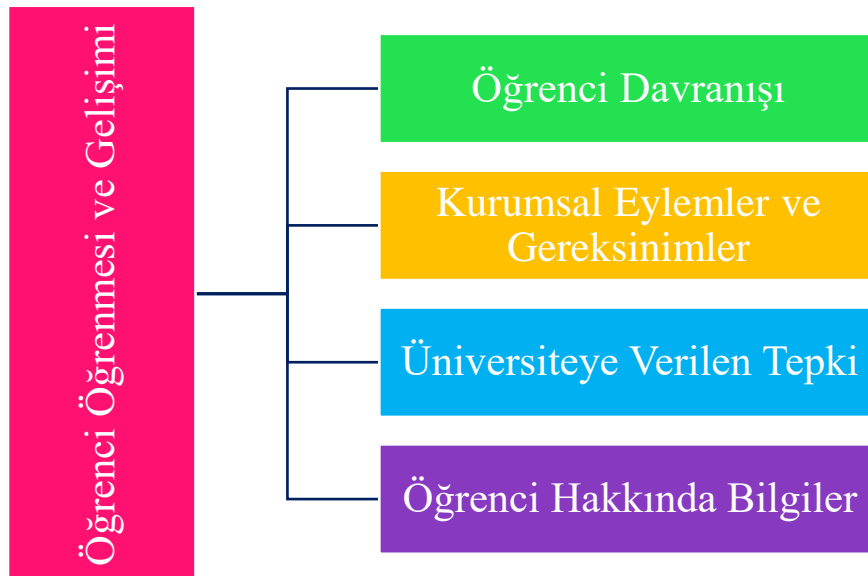 Öğrenci Öğrenmesi ve Gelişimi
Öğrenci Davranışı
Kurumsal Eylemler ve
Gereksinimler
Üniversiteye Verilen Tepki
Öğrenci Hakkında Bilgiler